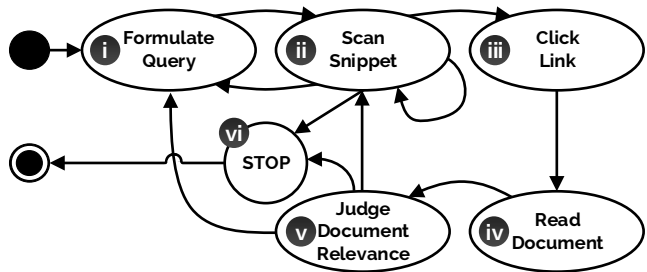 i Formulate
Query
ii Scan
Snippet
iii Click
Link
vi
STOP
Judge
v Document
Relevance
iv Read
Document